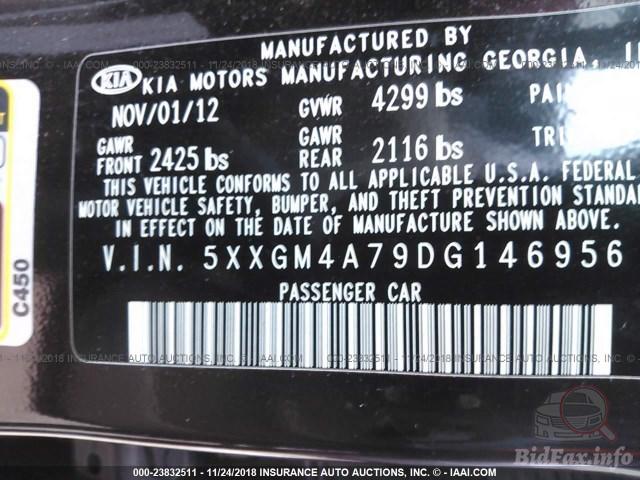 MANUFACTURED BY
KIA KIA MOTORS MANUFACTURING GEORGIA,
NOV/01/12 GVWR 4299 lbs
GAWR FRONT 2425 lbs GAWR REAR 2116 lbs
THIS VEHICLE CONFORMS TO ALL APPLICABLE U.S.A. FEDERAL
MOTOR VEHICLE SAFETY, BUMPER, AND THEFT PREVENTION
IN EFFECT ON THE DATE OF MANUFACTURE SHOWN ABOVE.
V.I.N. 5XXGM4A79DG146956
PASSENGER CAR
C450
000-23832511 - 11/24/2018 INSURANCE AUTO AUCTIONS, INC. - © IAAI.COM
BidFax.info